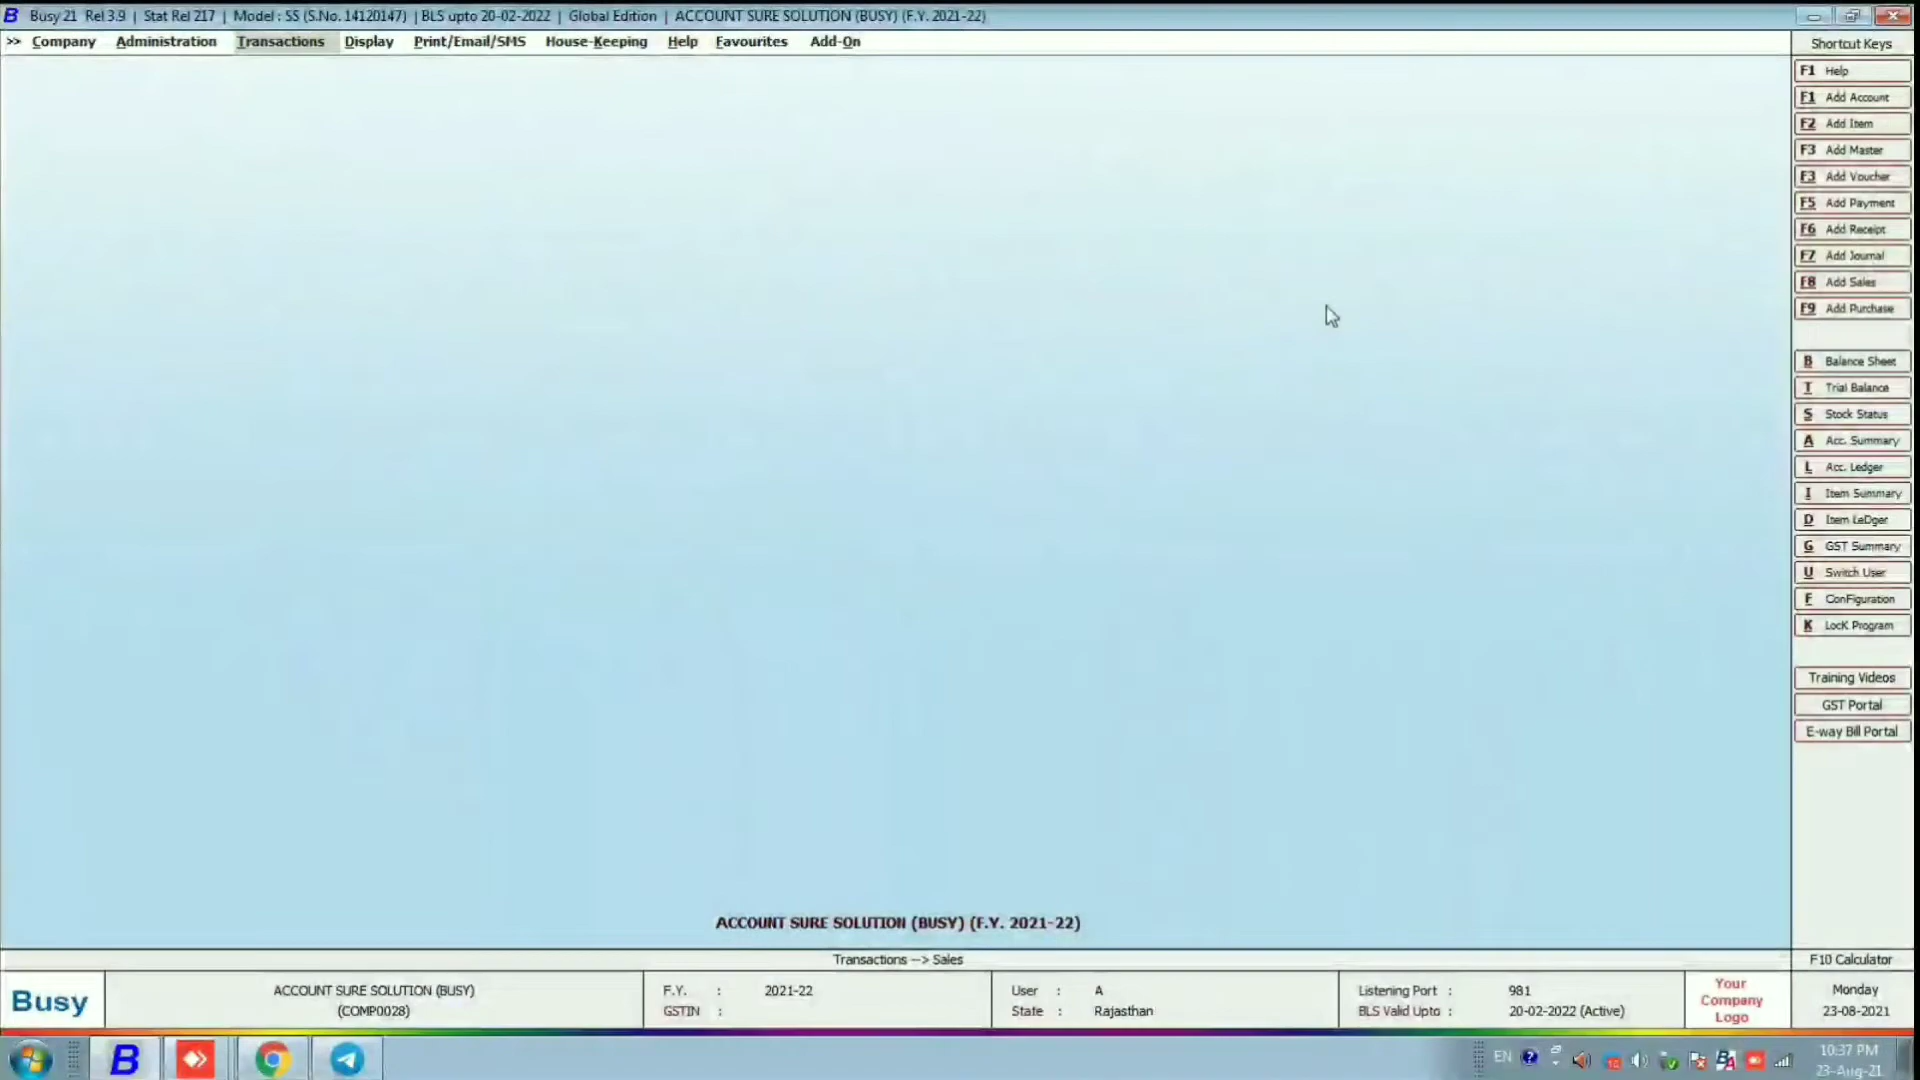 Busy 21 Rel 3.9 | Stat Rel 217 | Model : SS (S.No. 14120147) | BLS upto 20-02-2022 | Global Edition | ACCOUNT SURE SOLUTION (BUSY) (F.Y. 2021-22)
>> Company Administration Transactions Display Print/Email/SMS House-Keeping Help Favourites Add-On
Shortcut Keys
F1 Help
F1 Add Account
F2 Add Item
F3 Add Master
F3 Add Voucher
F5 Add Payment
F6 Add Receipt
F7 Add Journal
F8 Add Sales
F9 Add Purchase
B Balance Sheet
T Trial Balance
S Stock Status
A Acc. Summary
L Acc. Ledger
I Item Summary
D Item LeDger
G GST Summary
U Switch User
F ConFiguration
K LocK Program
Training Videos
GST Portal
E-way Bill Portal
ACCOUNT SURE SOLUTION (BUSY) (F.Y. 2021-22)
Transactions --> Sales
F10 Calculator
Busy
ACCOUNT SURE SOLUTION (BUSY)
(COMP0028)
F.Y. : 2021-22
GSTIN :
User : A
State : Rajasthan
Listening Port : 981
BLS Valid Upto : 20-02-2022 (Active)
Your
Company
Logo
Monday
23-08-2021
B
EN
10:37 PM
23-Aug-21